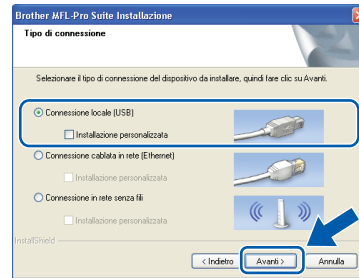 Brother MFL-Pro Suite Installazione
Tipo di connessione
Selezionare il tipo di connessione del dispositivo da installare, quindi fare clic su Avanti.
Connessione locale (USB)
Installazione personalizzata
Connessione cablata in rete (Ethernet)
Installazione personalizzata
Connessione in rete senza fili
Installazione personalizzata
InstallShield
< Indietro
Avanti >
Annulla